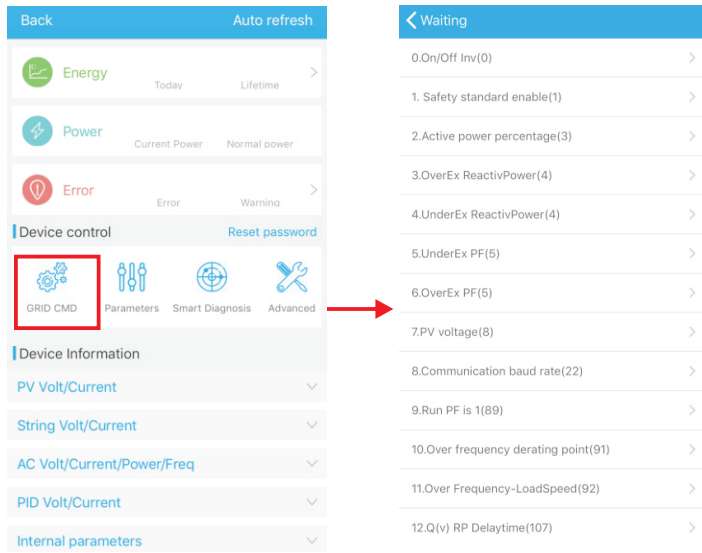 Back Auto refresh
Energy
Today Lifetime
Power
Current Power Normal power
Error
Error Warning
Device control Reset password
GRID CMD Parameters Smart Diagnosis Advanced
Device Information
PV Volt/Current
String Volt/Current
AC Volt/Current/Power/Freq
PID Volt/Current
Internal parameters
Waiting
0.On/Off Inv(0)
1. Safety standard enable(1)
2.Active power percentage(3)
3.OverEx ReactivPower(4)
4.UnderEx ReactivPower(4)
5.UnderEx PF(5)
6.OverEx PF(5)
7.PV voltage(8)
8.Communication baud rate(22)
9.Run PF is 1(89)
10.Over frequency derating point(91)
11.Over Frequency-LoadSpeed(92)
12.Q(v) RP Delaytime(107)